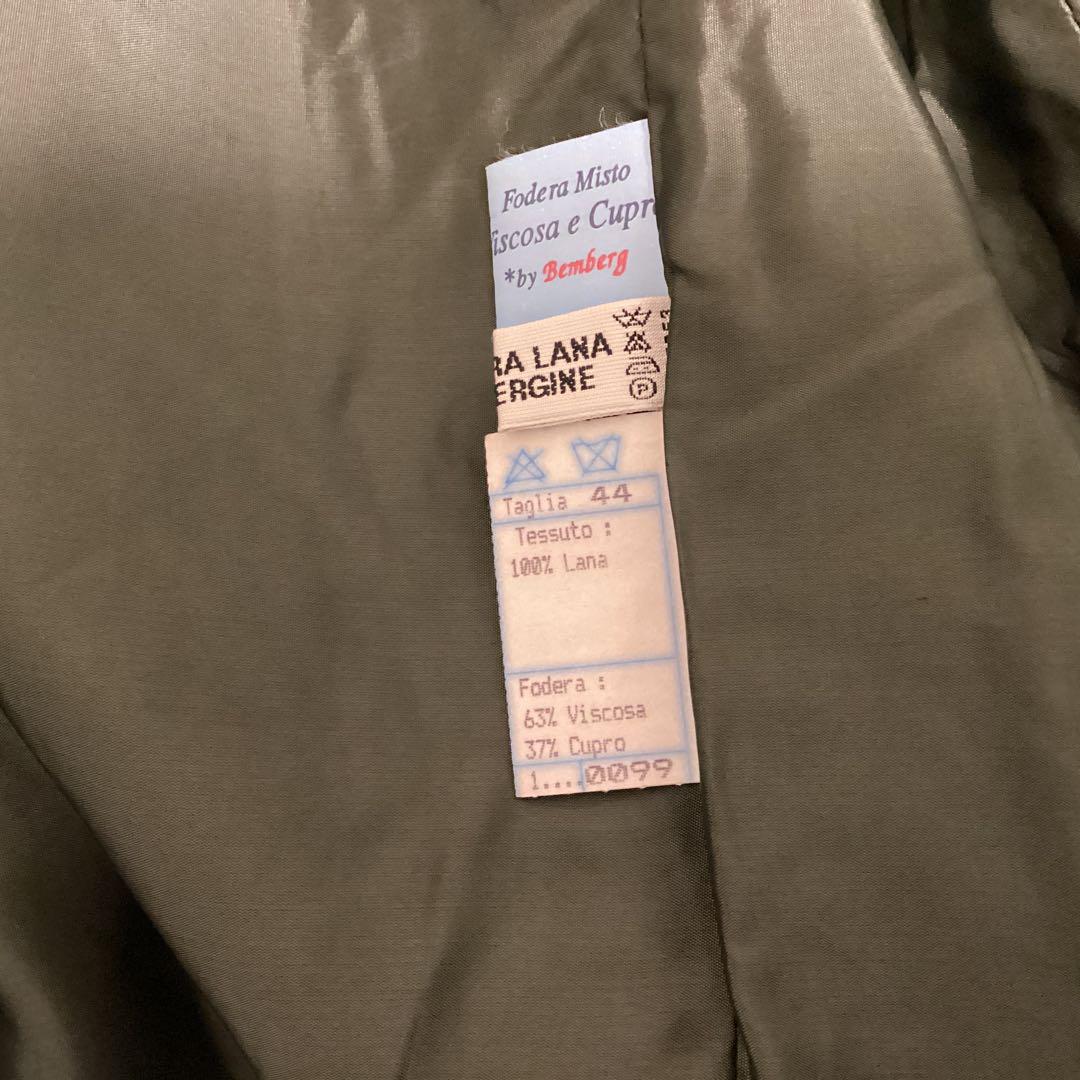 Fodera Misto
iscosa e Cupr
*by Bemberg
RA LANA
ERGINE
P
Taglia 44
Tessuto :
100% Lana
Fodera :
63% Viscosa
37% Cupro
1....0099